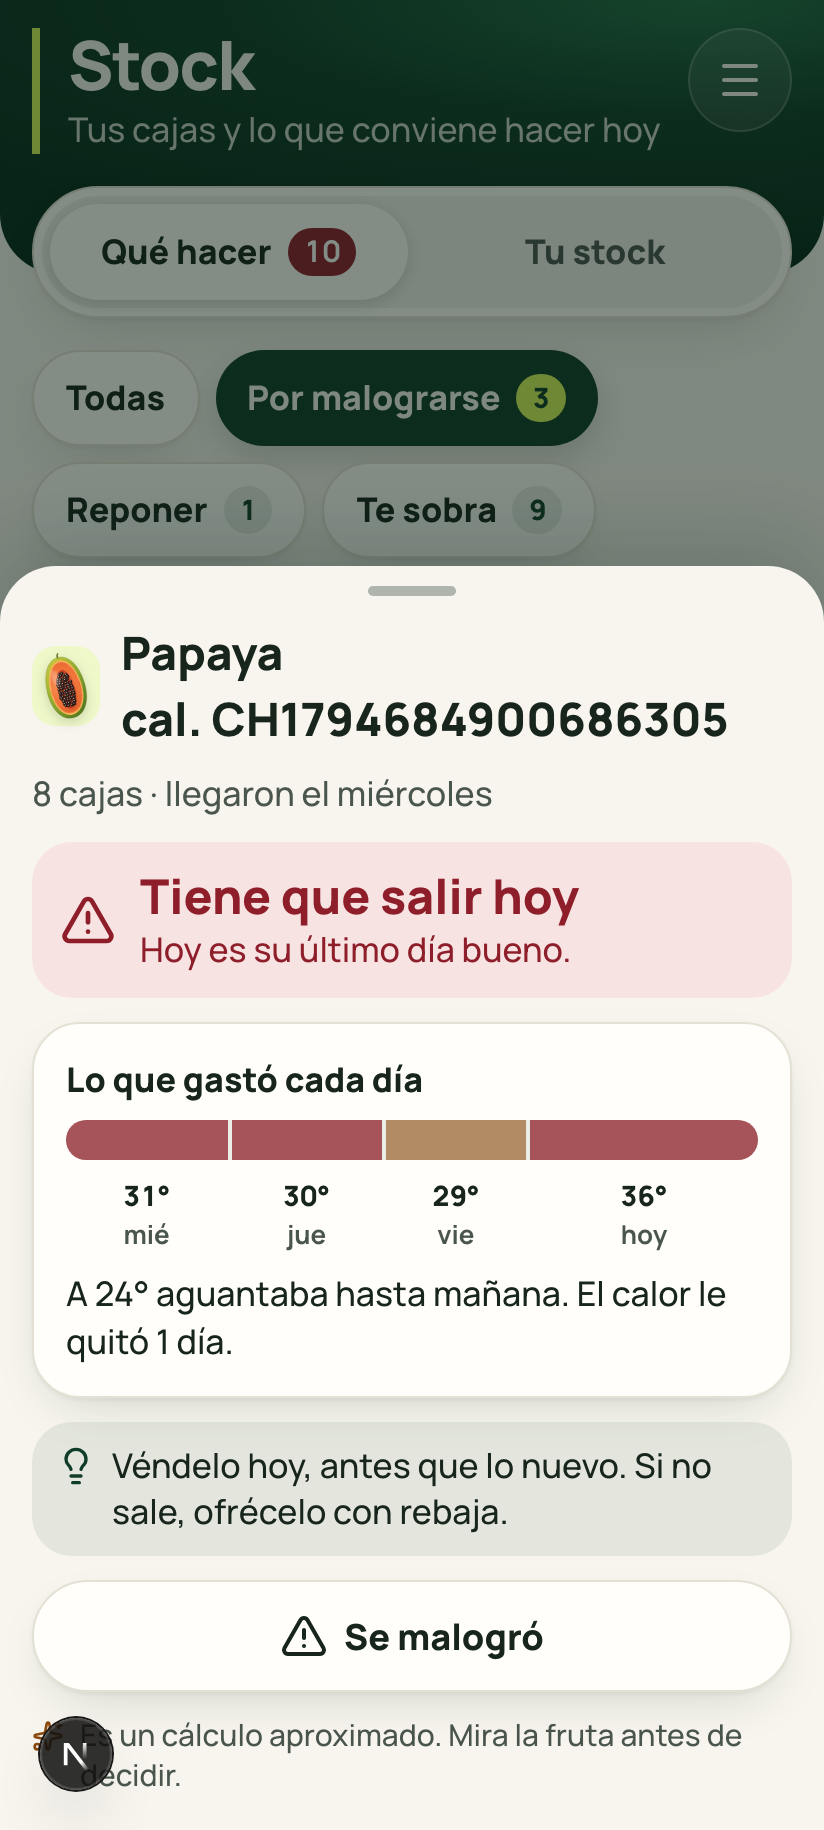 Stock
Tus cajas y lo que conviene hacer hoy
Qué hacer 10
Tu stock
Todas
Por malograrse 3
Reponer 1
Te sobra 9
Papaya
cal. CH1794684900686305
8 cajas · llegaron el miércoles
Tiene que salir hoy
Hoy es su último día bueno.
Lo que gastó cada día
31° 30° 29° 36°
mié jue vie hoy
A 24° aguantaba hasta mañana. El calor le
quitó 1 día.
Véndelo hoy, antes que lo nuevo. Si no
sale, ofrécelo con rebaja.
Se malogró
Es un cálculo aproximado. Mira la fruta antes de
decidir.
N